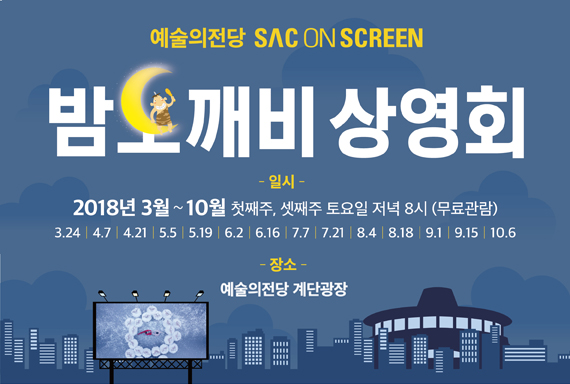 예술의전당 SAC ON SCREEN
밤도깨비 상영회
- 일시 -
2018년 3월 ~ 10월 첫째주, 셋째주 토요일 저녁 8시 (무료관람)
3.24 | 4.7 | 4.21 | 5.5 | 5.19 | 6.2 | 6.16 | 7.7 | 7.21 | 8.4 | 8.18 | 9.1 | 9.15 | 10.6
- 장소 -
예술의전당 계단광장